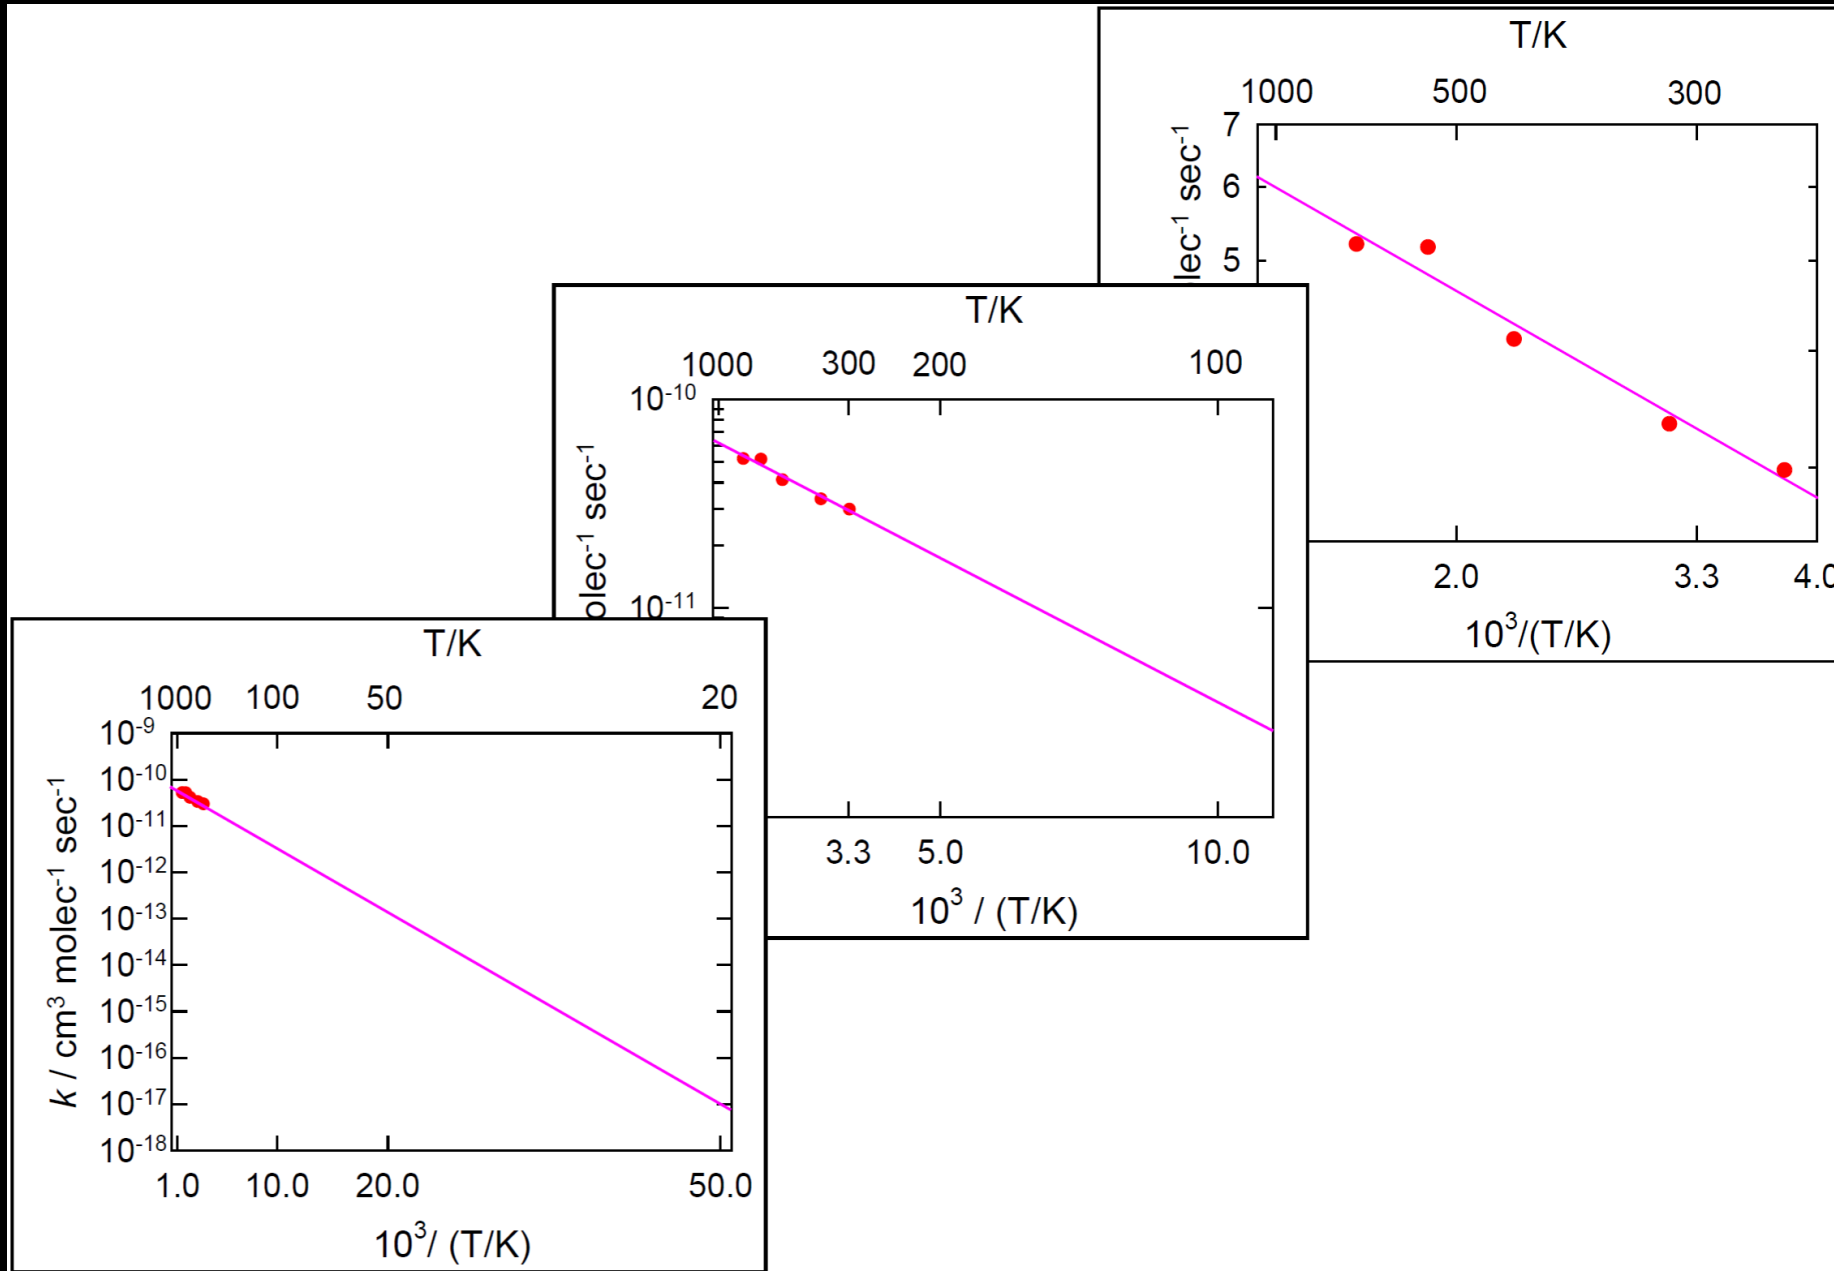 T/K
1000 500 300
7
6
5
lec⁻¹ sec⁻¹
2.0 3.3 4.0
10³/(T/K)
T/K
1000 300 200 100
10⁻¹⁰
10⁻¹¹
olec⁻¹ sec⁻¹
3.3 5.0 10.0
10³ / (T/K)
T/K
1000 100 50 20
10⁻⁹
10⁻¹⁰
10⁻¹¹
10⁻¹²
10⁻¹³
10⁻¹⁴
10⁻¹⁵
10⁻¹⁶
10⁻¹⁷
10⁻¹⁸
k / cm³ molec⁻¹ sec⁻¹
1.0 10.0 20.0 50.0
10³/ (T/K)